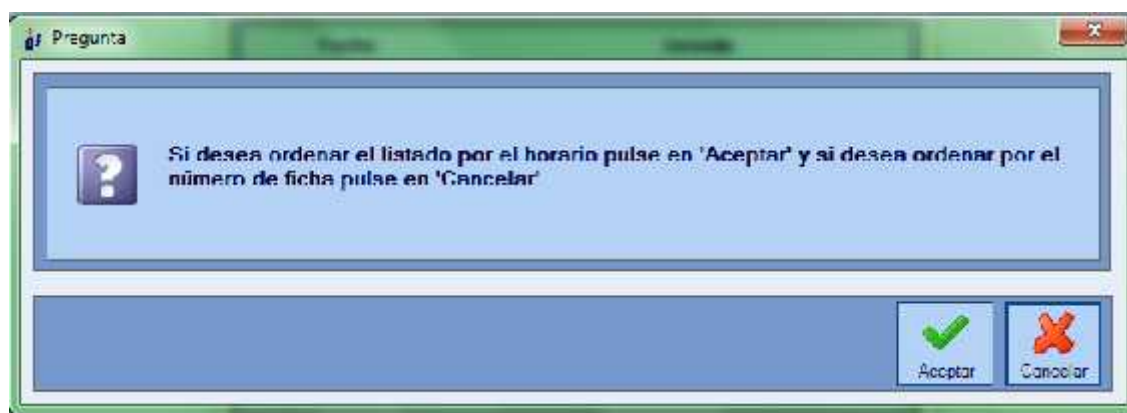 Pregunta
Si desea ordenar el listado por el horario pulse en 'Aceptar' y si desea ordenar por el
número de ficha pulse en 'Cancelar'
Aceptar
Cancelar